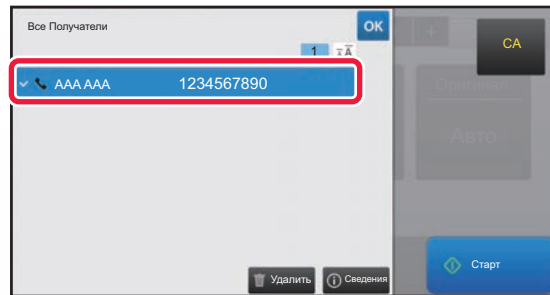 Все Получатели
OK
CA
1
AAA AAA 1234567890
Оригинал
Авто
Удалить
Сведения
Старт